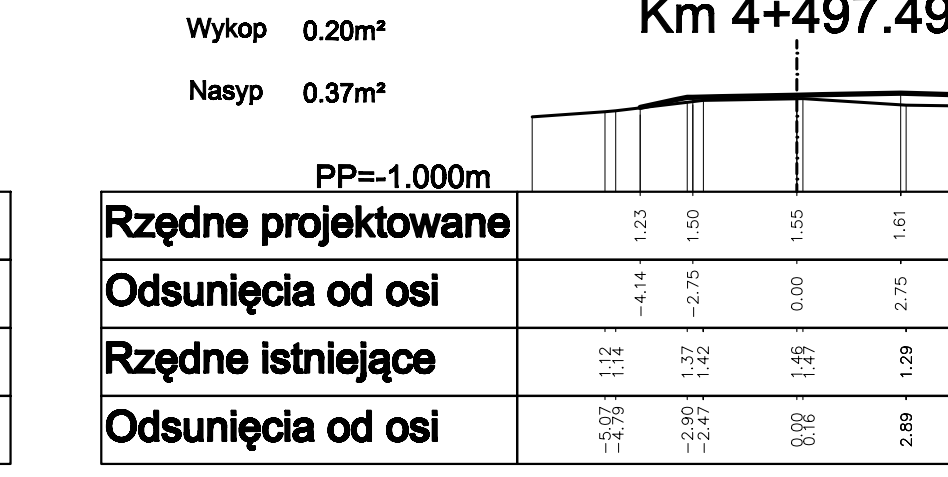 Km 4+497.49
Wykop 0.20m²
Nasyp 0.37m²
PP=-1.000m
Rzędne projektowane 1.23 1.50 1.55 1.61
Odsunięcia od osi -4.14 -2.75 0.00 2.75
Rzędne istniejące 1.12 1.14 1.37 1.42 1.46 1.47 1.29
Odsunięcia od osi -5.07 -4.79 -2.90 -2.47 0.00 0.16 2.89